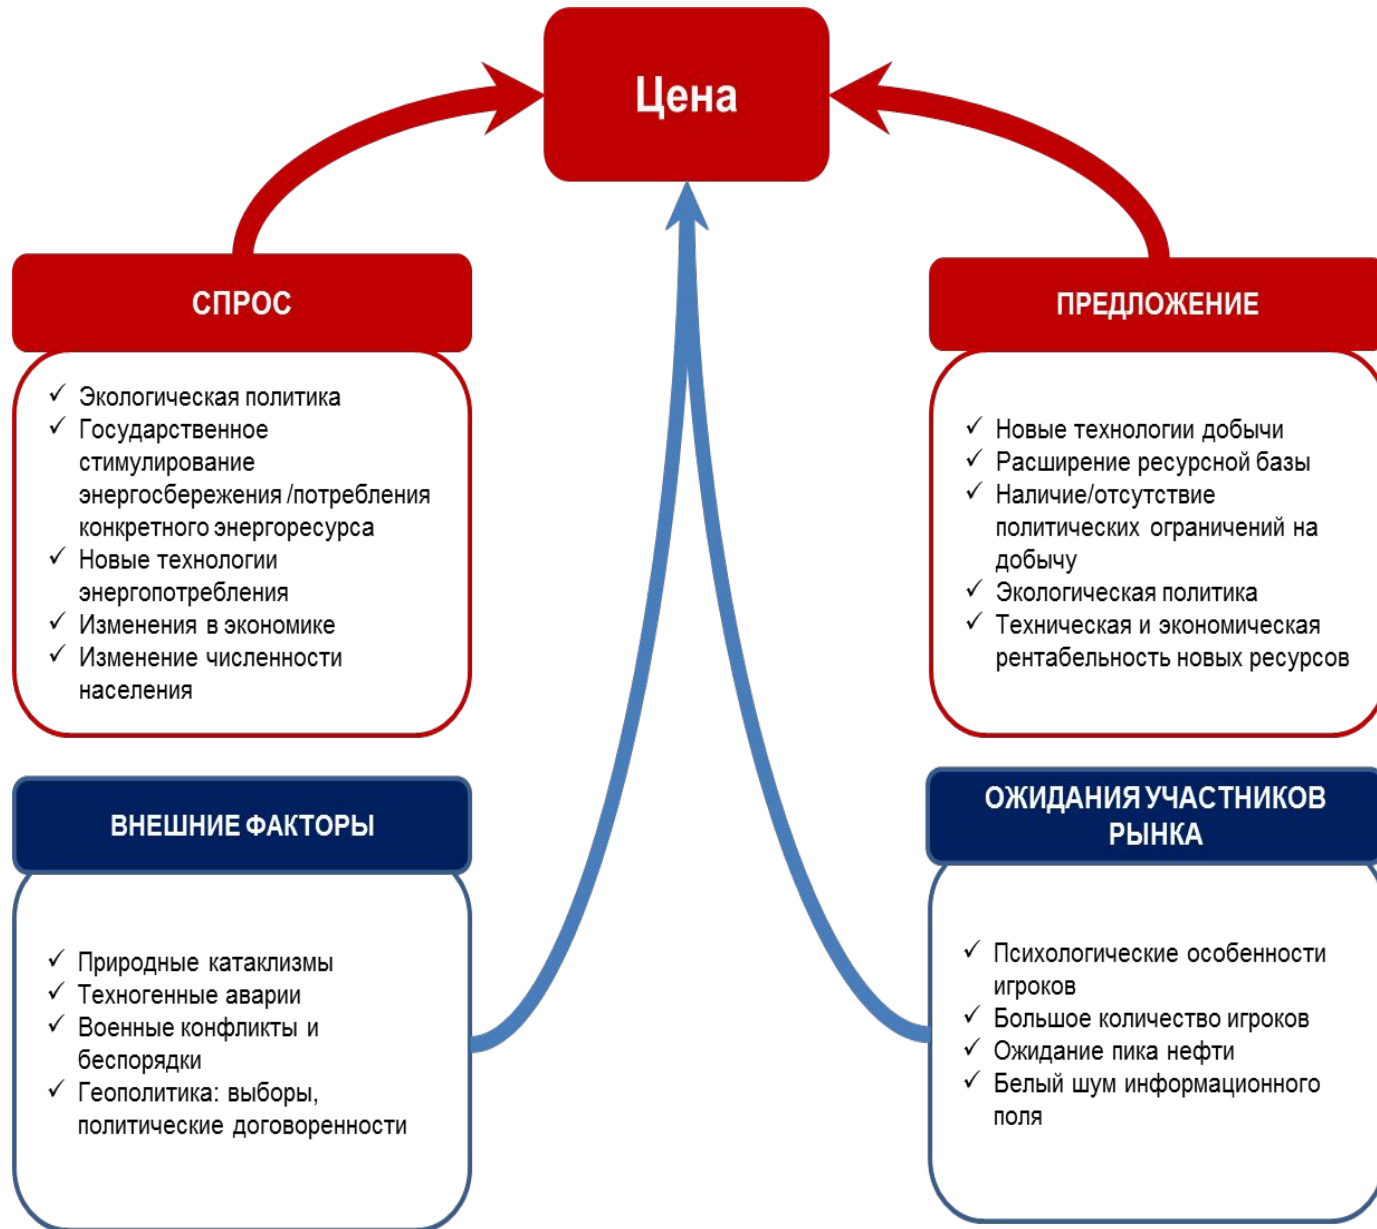 Цена
СПРОС
✓ Экологическая политика
✓ Государственное
стимулирование
энергосбережения /потребления
конкретного энергоресурса
✓ Новые технологии
энергопотребления
✓ Изменения в экономике
✓ Изменение численности
населения
ПРЕДЛОЖЕНИЕ
✓ Новые технологии добычи
✓ Расширение ресурсной базы
✓ Наличие/отсутствие
политических ограничений на
добычу
✓ Экологическая политика
✓ Техническая и экономическая
рентабельность новых ресурсов
ВНЕШНИЕ ФАКТОРЫ
✓ Природные катаклизмы
✓ Техногенные аварии
✓ Военные конфликты и
беспорядки
✓ Геополитика: выборы,
политические договоренности
ОЖИДАНИЯ УЧАСТНИКОВ
РЫНКА
✓ Психологические особенности
игроков
✓ Большое количество игроков
✓ Ожидание пика нефти
✓ Белый шум информационного
поля